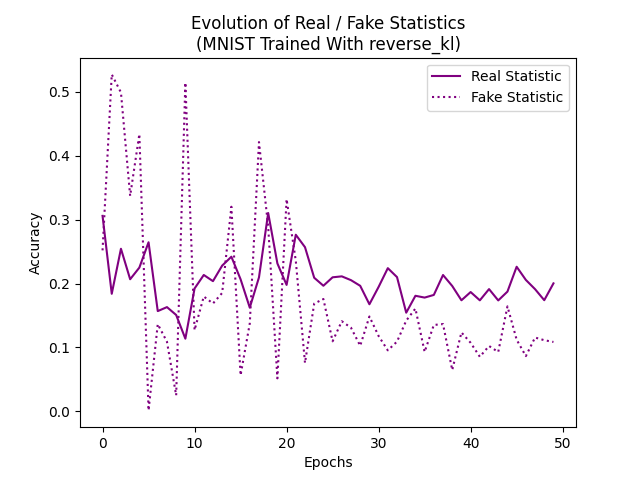 Evolution of Real / Fake Statistics
(MNIST Trained With reverse_kl)
Real Statistic
Fake Statistic
Accuracy
0.5
0.4
0.3
0.2
0.1
0.0
0 10 20 30 40 50
Epochs